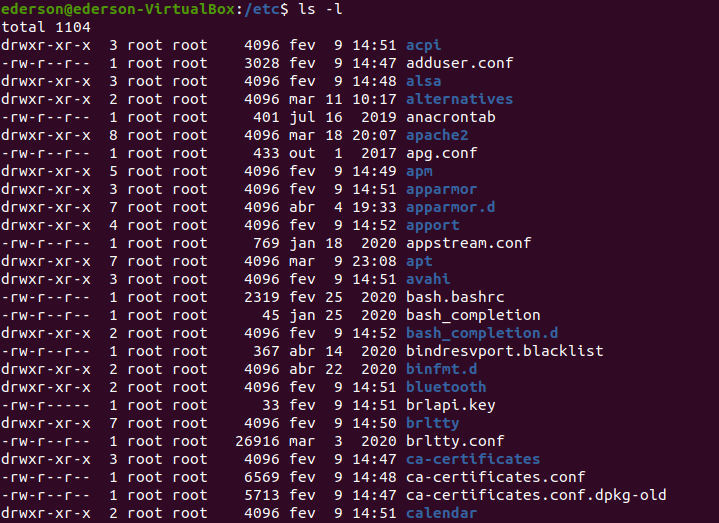 ederson@ederson-VirtualBox:/etc$ ls -l
total 1104
drwxr-xr-x  3 root root    4096 fev  9 14:51 acpi
-rw-r--r--  1 root root    3028 fev  9 14:47 adduser.conf
drwxr-xr-x  3 root root    4096 fev  9 14:48 alsa
drwxr-xr-x  2 root root    4096 mar 11 10:17 alternatives
-rw-r--r--  1 root root     401 jul 16  2019 anacrontab
drwxr-xr-x  8 root root    4096 mar 18 20:07 apache2
-rw-r--r--  1 root root     433 out  1  2017 apg.conf
drwxr-xr-x  5 root root    4096 fev  9 14:49 apm
drwxr-xr-x  3 root root    4096 fev  9 14:51 apparmor
drwxr-xr-x  7 root root    4096 abr  4 19:33 apparmor.d
drwxr-xr-x  4 root root    4096 fev  9 14:52 apport
-rw-r--r--  1 root root     769 jan 18  2020 appstream.conf
drwxr-xr-x  7 root root    4096 mar  9 23:08 apt
drwxr-xr-x  3 root root    4096 fev  9 14:51 avahi
-rw-r--r--  1 root root    2319 fev 25  2020 bash.bashrc
-rw-r--r--  1 root root      45 jan 25  2020 bash_completion
drwxr-xr-x  2 root root    4096 fev  9 14:52 bash_completion.d
-rw-r--r--  1 root root     367 abr 14  2020 bindresvport.blacklist
drwxr-xr-x  2 root root    4096 abr 22  2020 binfmt.d
drwxr-xr-x  2 root root    4096 fev  9 14:51 bluetooth
-rw-r-----  1 root root      33 fev  9 14:51 brlapi.key
drwxr-xr-x  7 root root    4096 fev  9 14:50 brltty
-rw-r--r--  1 root root   26916 mar  3  2020 brltty.conf
drwxr-xr-x  3 root root    4096 fev  9 14:47 ca-certificates
-rw-r--r--  1 root root    6569 fev  9 14:48 ca-certificates.conf
-rw-r--r--  1 root root    5713 fev  9 14:47 ca-certificates.conf.dpkg-old
drwxr-xr-x  2 root root    4096 fev  9 14:51 calendar